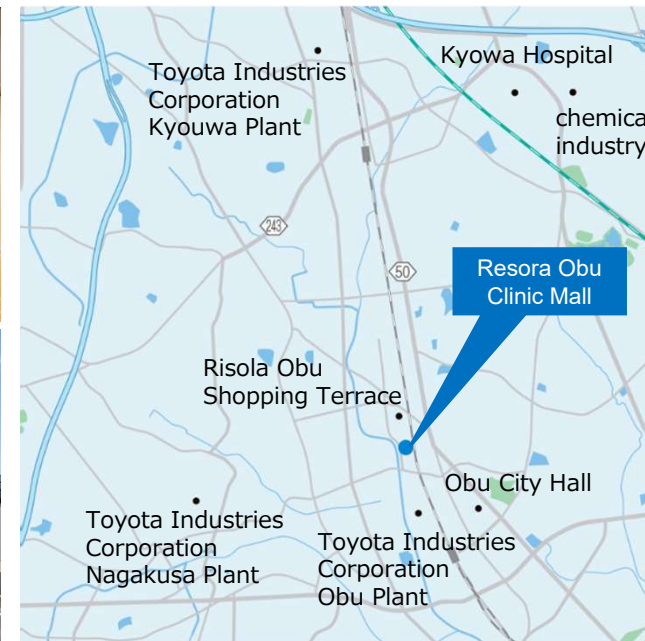 Kyowa Hospital
Toyota Industries
Corporation
Kyouwa Plant
chemica
industry
243
50
Resora Obu
Clinic Mall
Risola Obu
Shopping Terrace
Obu City Hall
Toyota Industries
Corporation
Nagakusa Plant
Toyota Industries
Corporation
Obu Plant